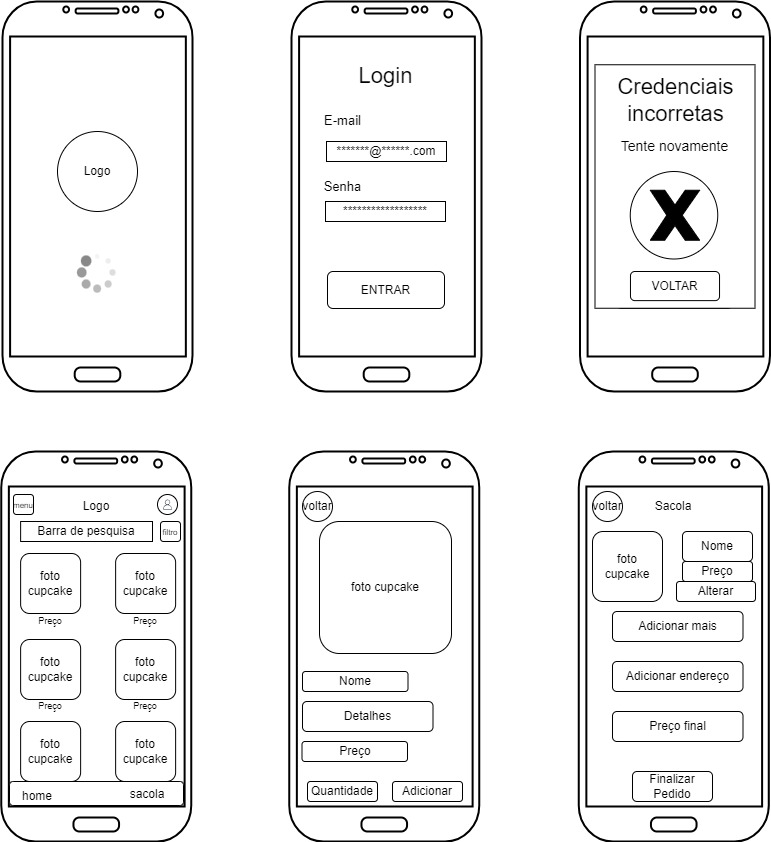 Logo
Login
E-mail
*******@******.com
Senha
*****************
ENTRAR
Credenciais
incorretas
Tente novamente
X
VOLTAR
menu
Logo
Barra de pesquisa
filtro
foto
cupcake
foto
cupcake
Preço
Preço
foto
cupcake
foto
cupcake
Preço
Preço
foto
cupcake
foto
cupcake
home
sacola
voltar
foto cupcake
Nome
Detalhes
Preço
Quantidade
Adicionar
voltar
Sacola
foto
cupcake
Nome
Preço
Alterar
Adicionar mais
Adicionar endereço
Preço final
Finalizar
Pedido